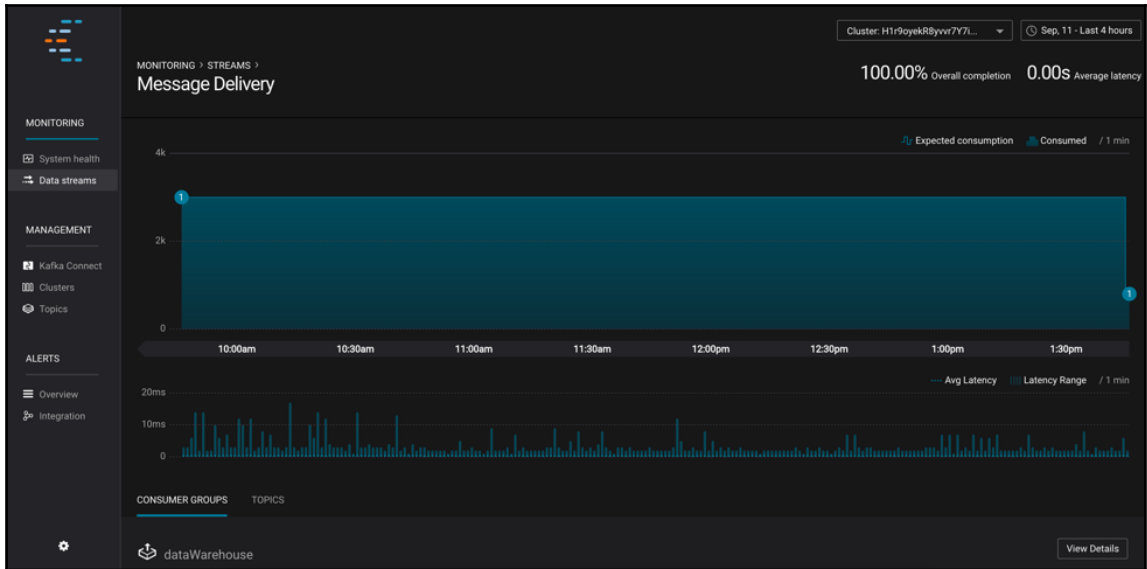 Cluster: H1r9oyekR8yvvr7Y7i...
Sep, 11 - Last 4 hours
MONITORING > STREAMS >
Message Delivery
100.00% Overall completion 0.00s Average latency
MONITORING
System health
Data streams
MANAGEMENT
Kafka Connect
Clusters
Topics
ALERTS
Overview
Integration
Expected consumption Consumed / 1 min
4k
1
2k
1
0
10:00am 10:30am 11:00am 11:30am 12:00pm 12:30pm 1:00pm 1:30pm
Avg Latency Latency Range / 1 min
20ms
10ms
0
CONSUMER GROUPS TOPICS
dataWarehouse
View Details